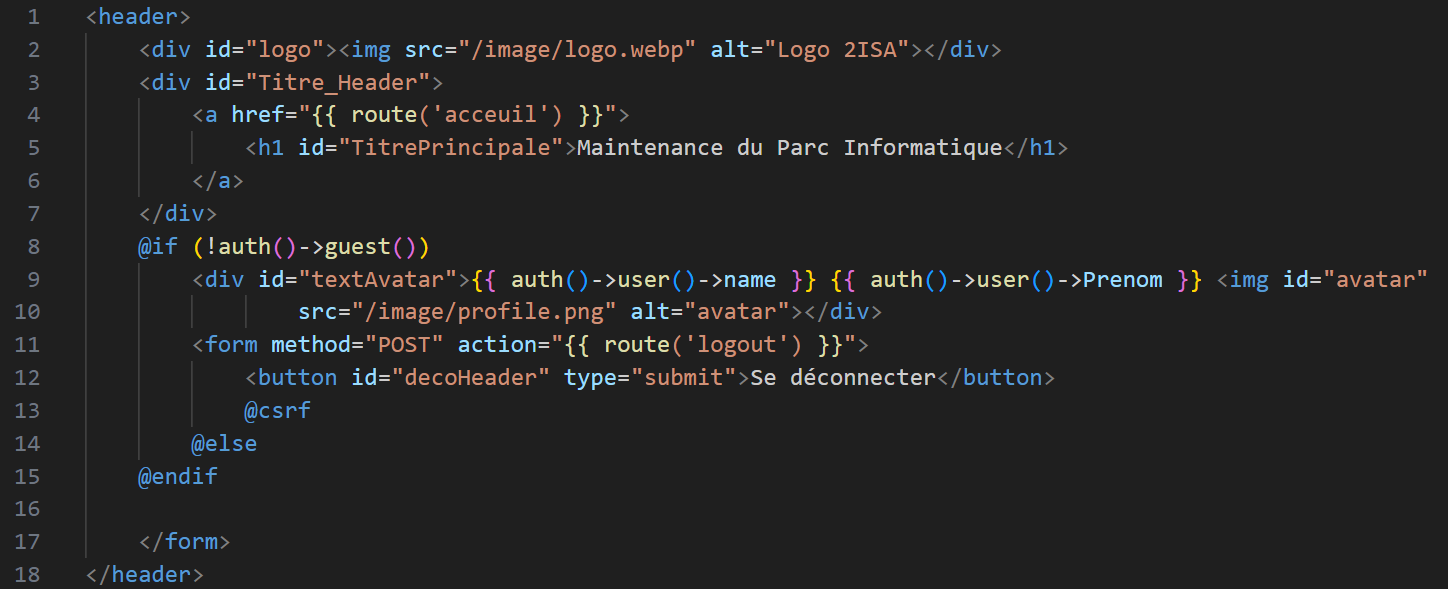 1 <header>
2 <div id="logo"><img src="/image/logo.webp" alt="Logo 2ISA"></div>
3 <div id="Titre_Header">
4 <a href="{{ route('acceuil') }}">
5 <h1 id="TitrePrincipale">Maintenance du Parc Informatique</h1>
6 </a>
7 </div>
8 @if (!auth()->guest())
9 <div id="textAvatar">{{ auth()->user()->name }} {{ auth()->user()->Prenom }} <img id="avatar"
10 src="/image/profile.png" alt="avatar"></div>
11 <form method="POST" action="{{ route('logout') }}">
12 <button id="decoHeader" type="submit">Se déconnecter</button>
13 @csrf
14 @else
15 @endif
16
17 </form>
18 </header>